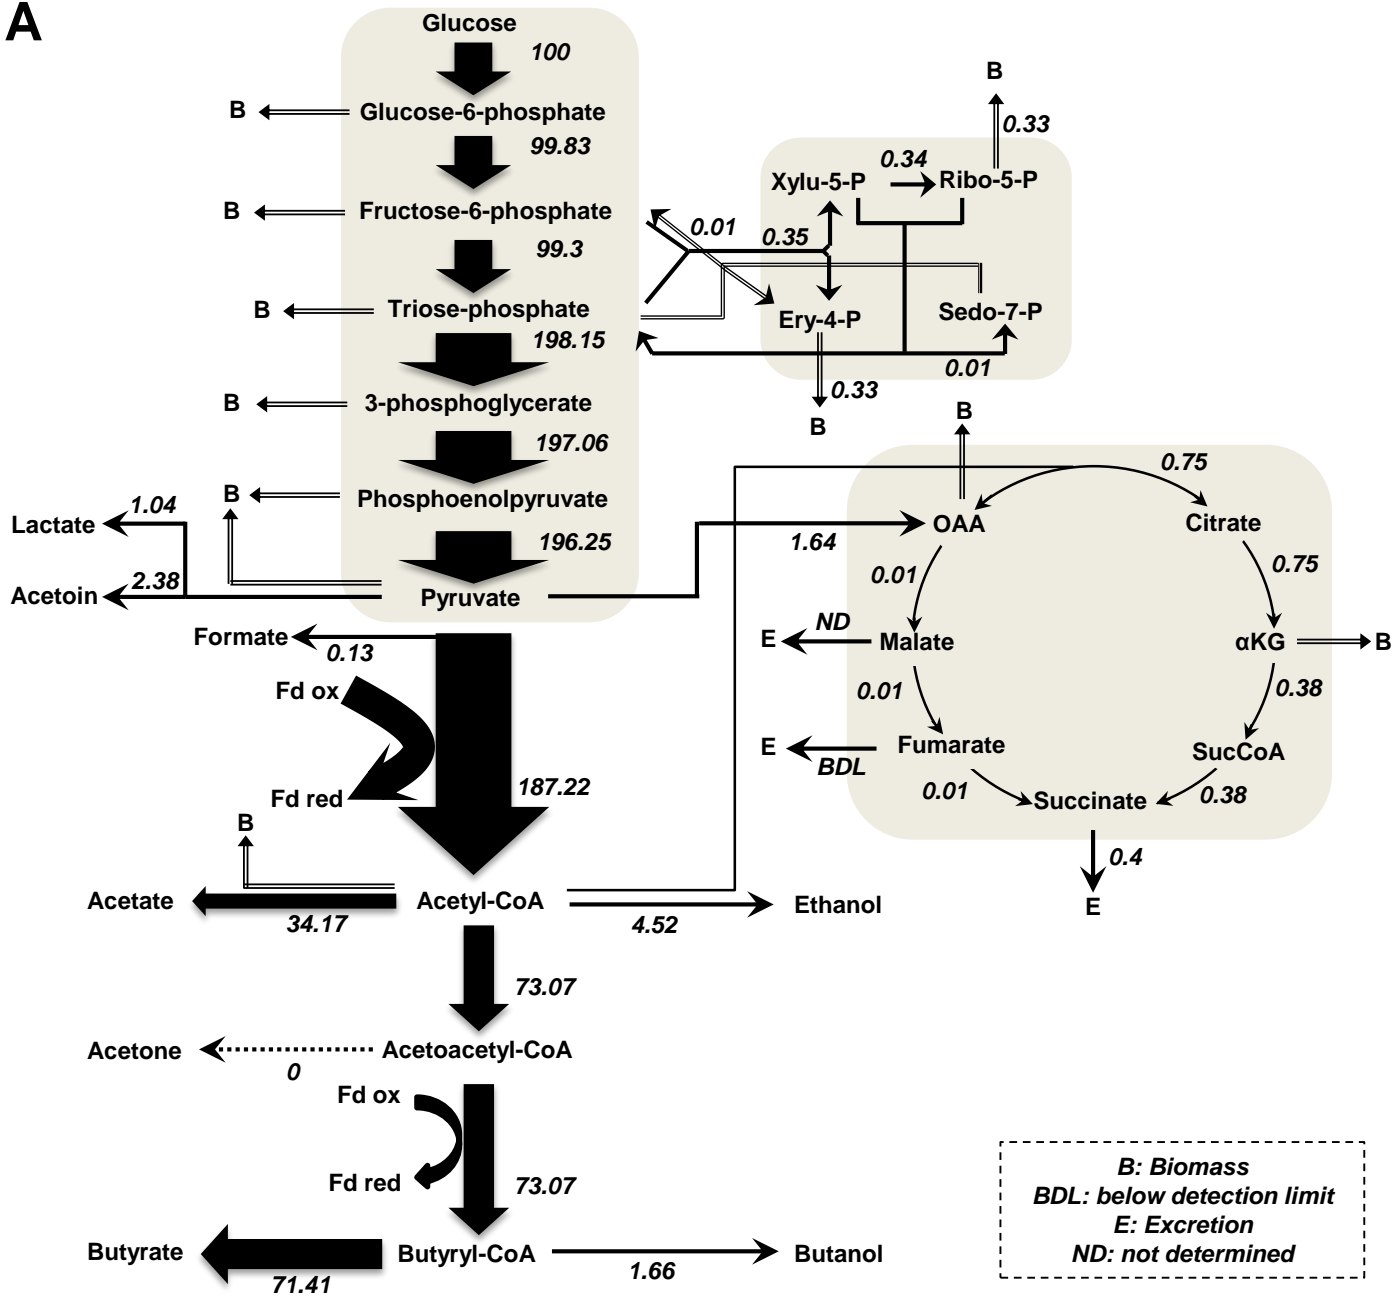 A
Glucose
100
B
Glucose-6-phosphate
99.83
B
Fructose-6-phosphate
99.3
B
Triose-phosphate
198.15
B
3-phosphoglycerate
197.06
B
Phosphoenolpyruvate
196.25
Pyruvate
Lactate
1.04
Acetoin
2.38
Formate
0.13
Fd ox
Fd red
187.22
B
Acetate
34.17
Acetyl-CoA
4.52
Ethanol
73.07
Acetone
0
Acetoacetyl-CoA
Fd ox
Fd red
73.07
Butyrate
71.41
Butyryl-CoA
1.66
Butanol
B
0.33
Xylu-5-P
0.34
Ribo-5-P
0.01
0.35
Ery-4-P
Sedo-7-P
0.01
0.33
B
B
0.75
1.64
OAA
Citrate
0.01
0.75
E
ND
Malate
αKG
B
0.01
0.38
E
BDL
Fumarate
SucCoA
0.01
Succinate
0.38
0.4
E
B: Biomass
BDL: below detection limit
E: Excretion
ND: not determined